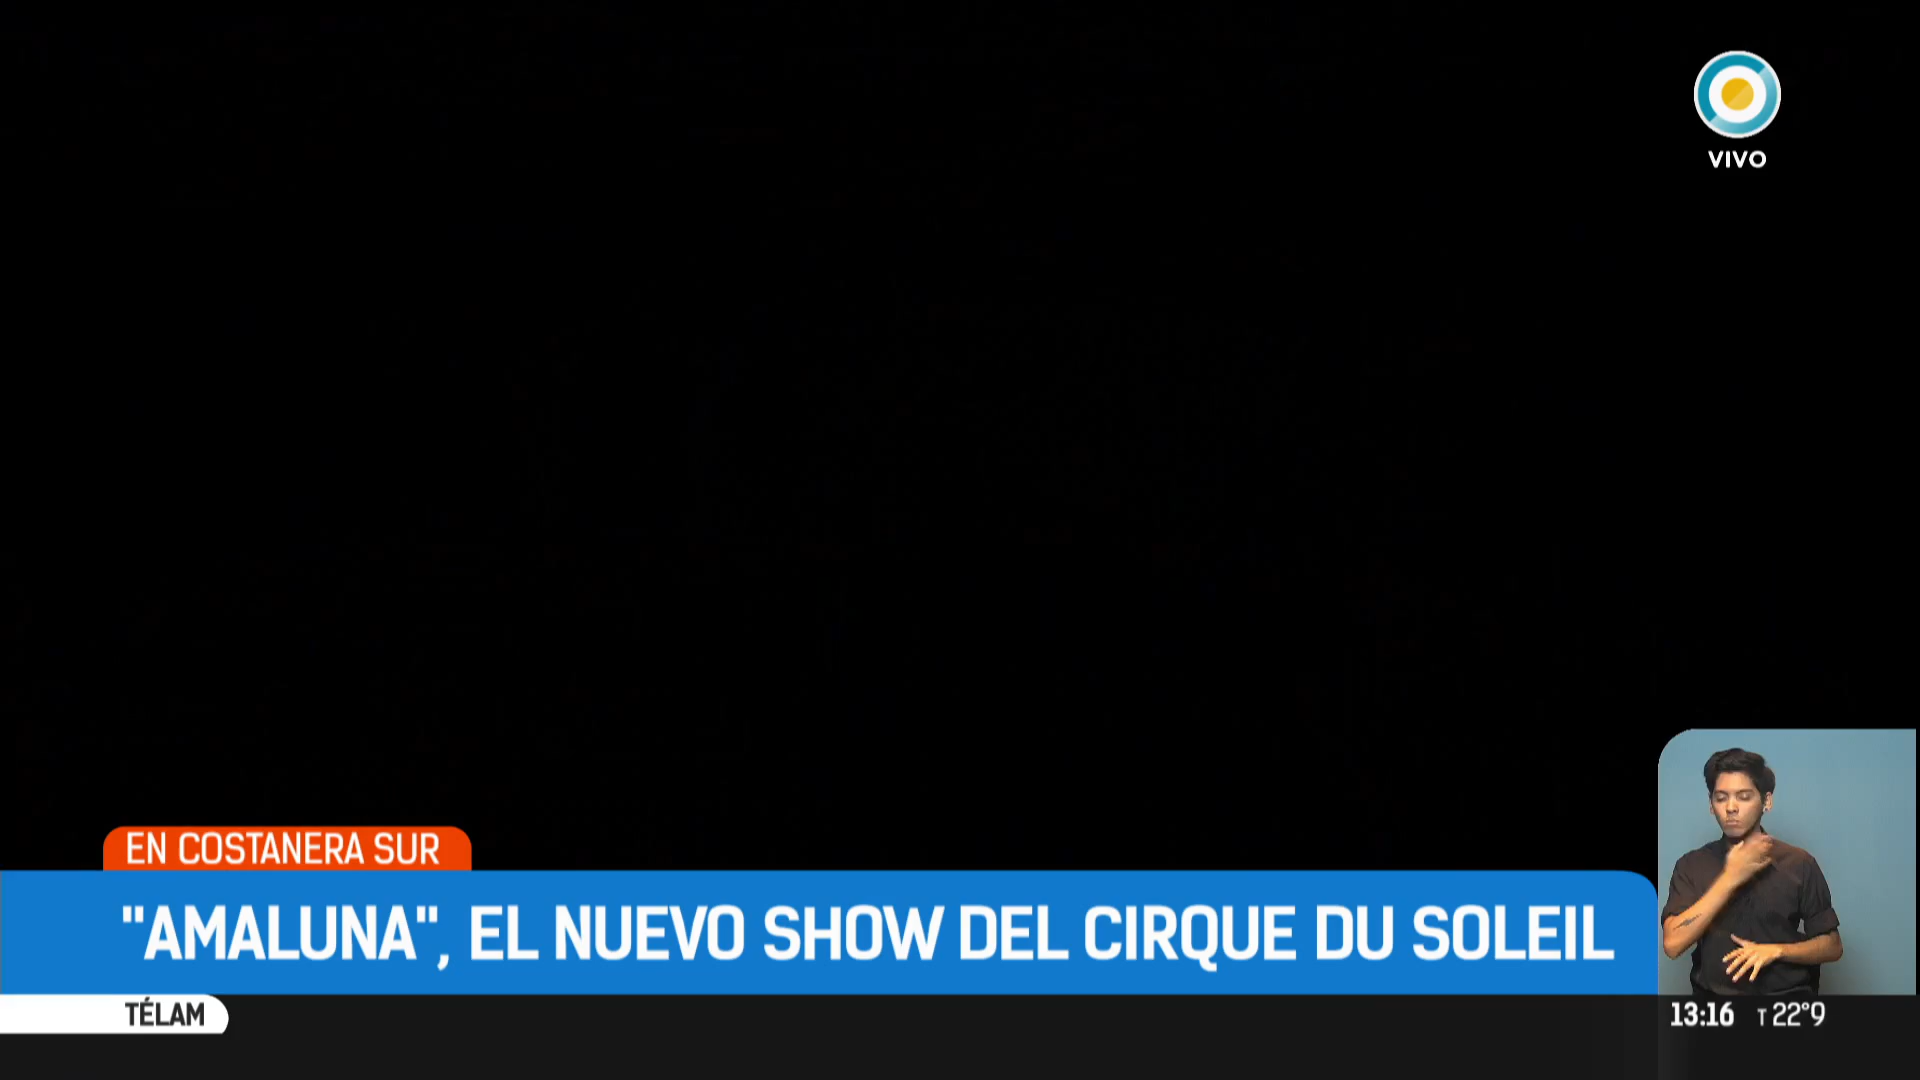 VIVO
EN COSTANERA SUR
"AMALUNA", EL NUEVO SHOW DEL CIRQUE DU SOLEIL
TÉLAM
13:16 T 22°9